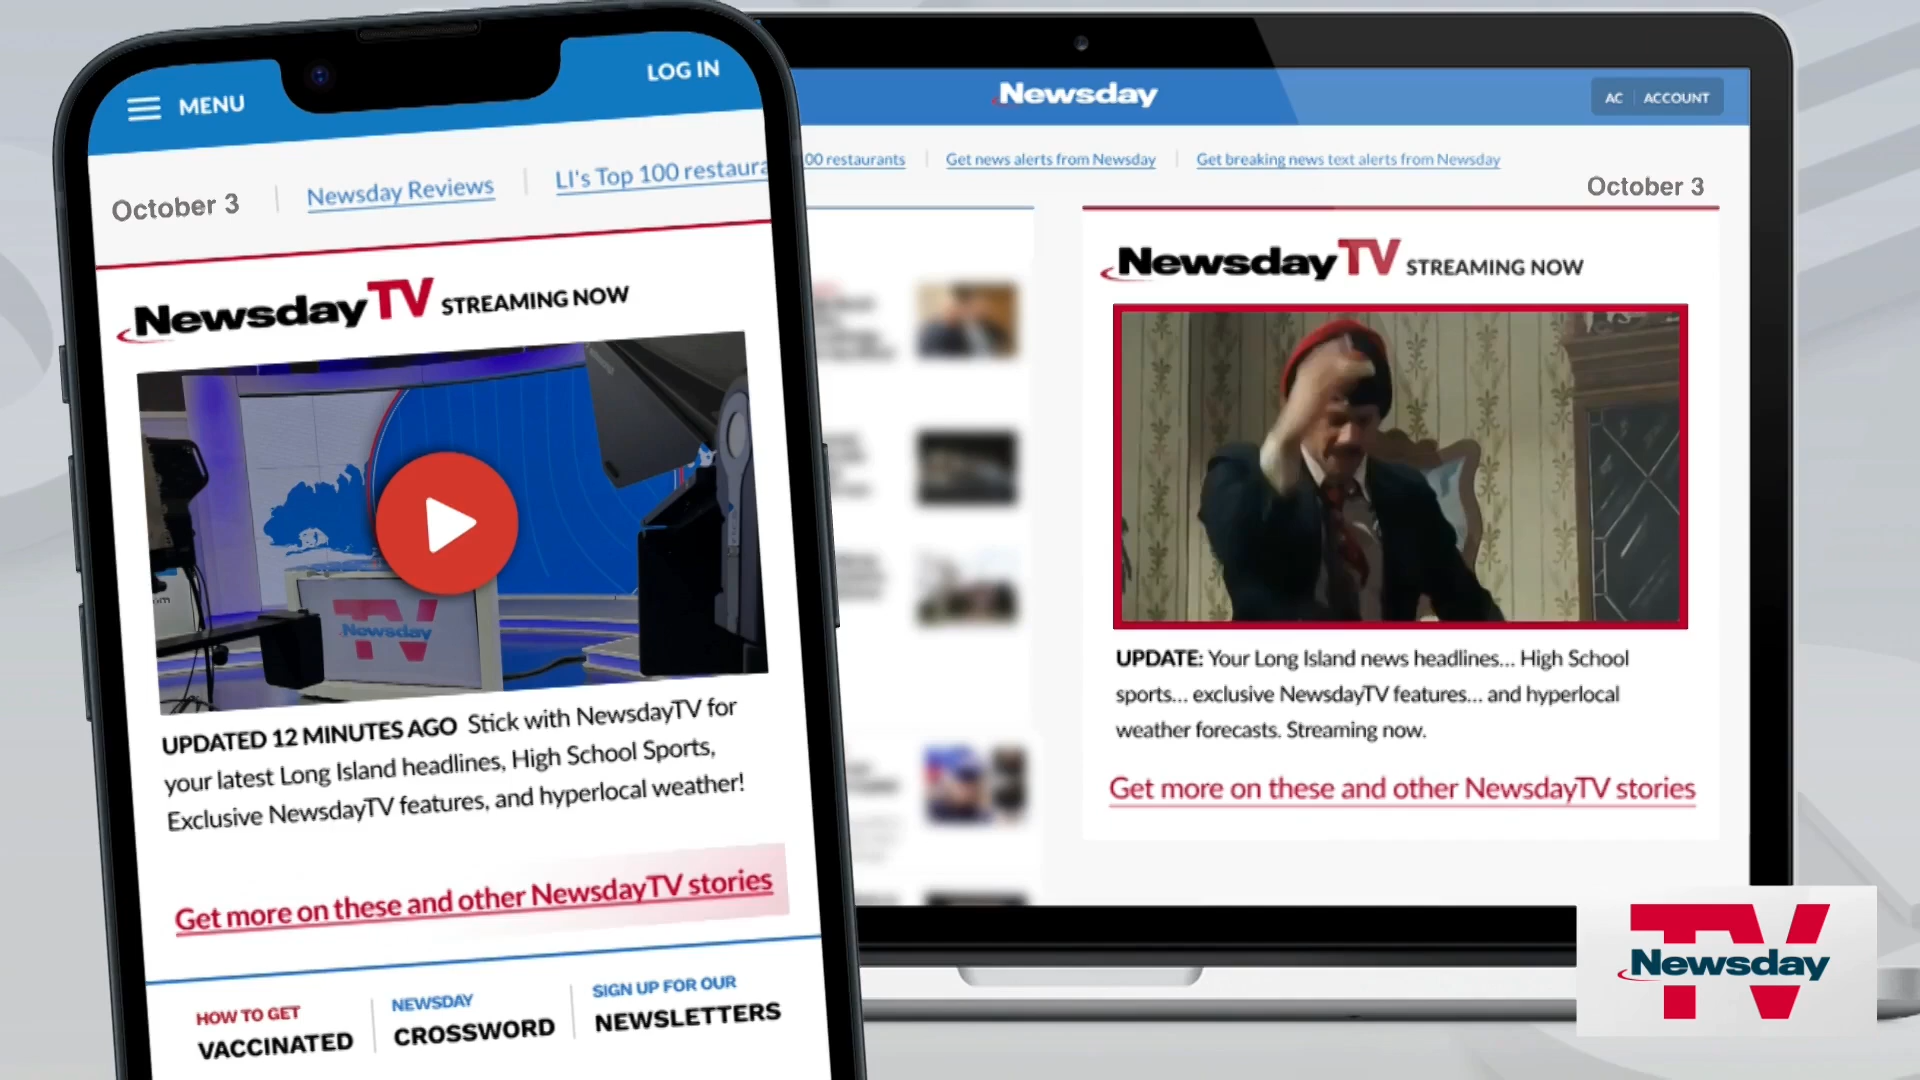 MENU
LOG IN
October 3
Newsday Reviews
LI's Top 100 restaura
NewsdayTV STREAMING NOW
TV
Newsday
UPDATED 12 MINUTES AGO Stick with NewsdayTV for
your latest Long Island headlines, High School Sports,
Exclusive NewsdayTV features, and hyperlocal weather!
Get more on these and other NewsdayTV stories
HOW TO GET
VACCINATED
NEWSDAY
CROSSWORD
SIGN UP FOR OUR
NEWSLETTERS
Newsday
AC
ACCOUNT
00 restaurants
Get news alerts from Newsday
Get breaking news text alerts from Newsday
October 3
NewsdayTV STREAMING NOW
UPDATE: Your Long Island news headlines... High School
sports... exclusive NewsdayTV features... and hyperlocal
weather forecasts. Streaming now.
Get more on these and other NewsdayTV stories
TV
Newsday